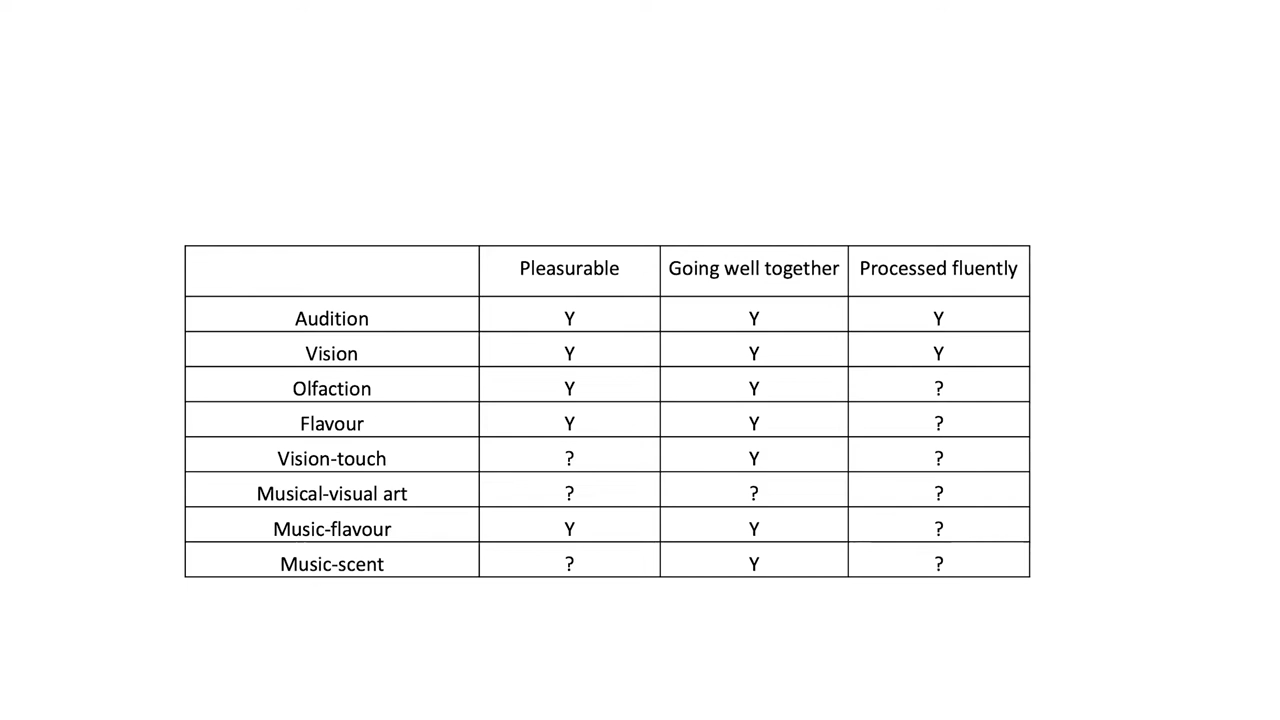 Pleasurable Going well together Processed fluently
Audition Y Y Y
Vision Y Y Y
Olfaction Y Y ?
Flavour Y Y ?
Vision-touch ? Y ?
Musical-visual art ? ? ?
Music-flavour Y Y ?
Music-scent ? Y ?